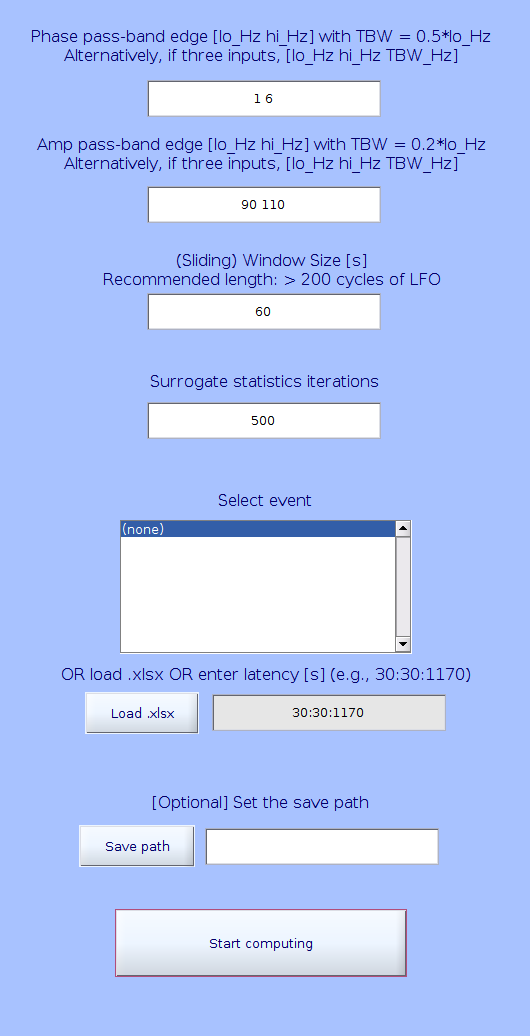 Phase pass-band edge [lo_Hz hi_Hz] with TBW = 0.5*lo_Hz
Alternatively, if three inputs, [lo_Hz hi_Hz TBW_Hz]
1 6
Amp pass-band edge [lo_Hz hi_Hz] with TBW = 0.2*lo_Hz
Alternatively, if three inputs, [lo_Hz hi_Hz TBW_Hz]
90 110
(Sliding) Window Size [s]
Recommended length: > 200 cycles of LFO
60
Surrogate statistics iterations
500
Select event
(none)
OR load .xlsx OR enter latency [s] (e.g., 30:30:1170)
Load .xlsx 30:30:1170
[Optional] Set the save path
Save path
Start computing